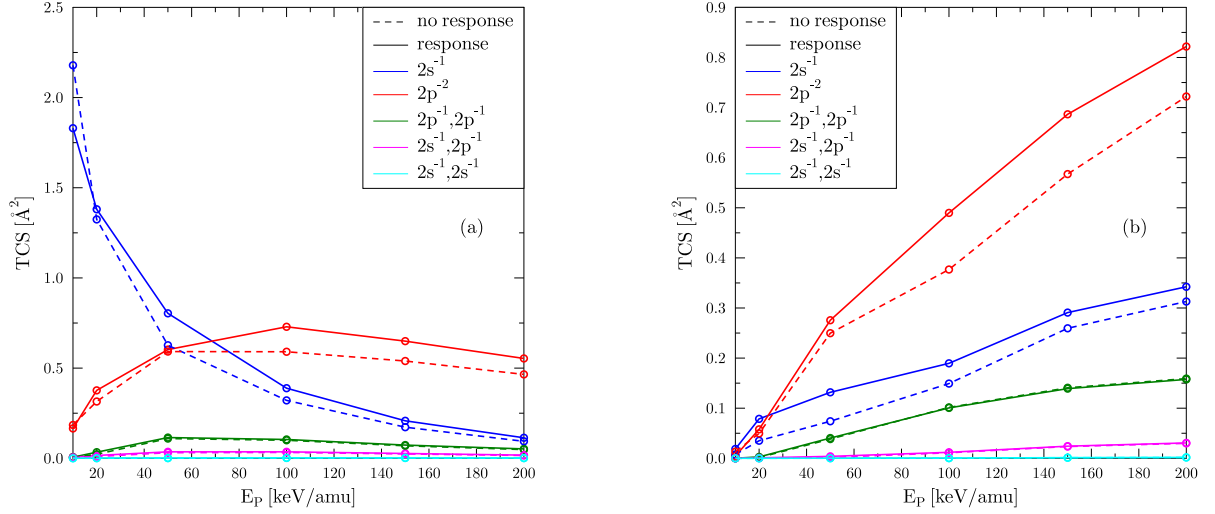 no response
response
2s⁻¹
2p⁻²
2p⁻¹,2p⁻¹
2s⁻¹,2p⁻¹
2s⁻¹,2s⁻¹
(a)
TCS [Å²]
2.5
2.0
1.5
1.0
0.5
0.0
20 40 60 80 100 120 140 160 180 200
E_P [keV/amu]
no response
response
2s⁻¹
2p⁻²
2p⁻¹,2p⁻¹
2s⁻¹,2p⁻¹
2s⁻¹,2s⁻¹
(b)
TCS [Å²]
0.9
0.8
0.7
0.6
0.5
0.4
0.3
0.2
0.1
0.0
20 40 60 80 100 120 140 160 180 200
E_P [keV/amu]